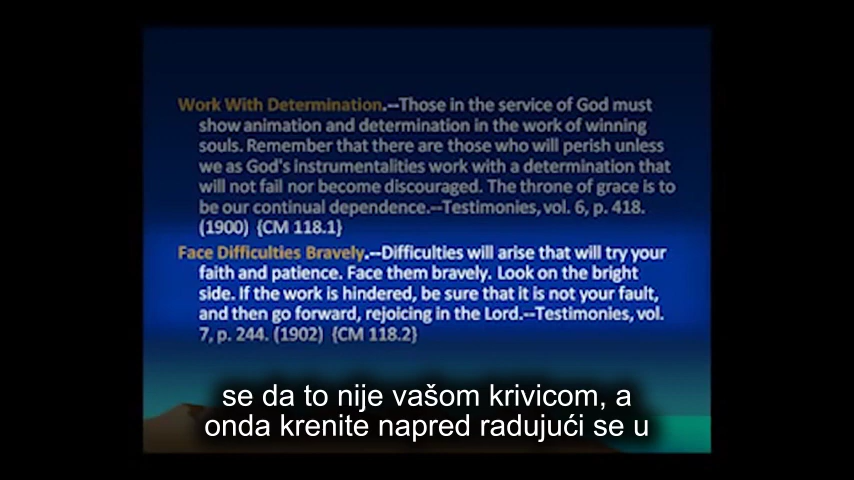 Work With Determination.--Those in the service of God must
show animation and determination in the work of winning
souls. Remember that there are those who will perish unless
we as God's instrumentalities work with a determination that
will not fail nor become discouraged. The throne of grace is to
be our continual dependence.--Testimonies, vol. 6, p. 418.
(1900) {CM 118.1}
Face Difficulties Bravely.--Difficulties will arise that will try your
faith and patience. Face them bravely. Look on the bright
side. If the work is hindered, be sure that it is not your fault,
and then go forward, rejoicing in the Lord.--Testimonies, vol.
7, p. 244. (1902) {CM 118.2}
se da to nije vašom krivicom, a
onda krenite napred radujući se u